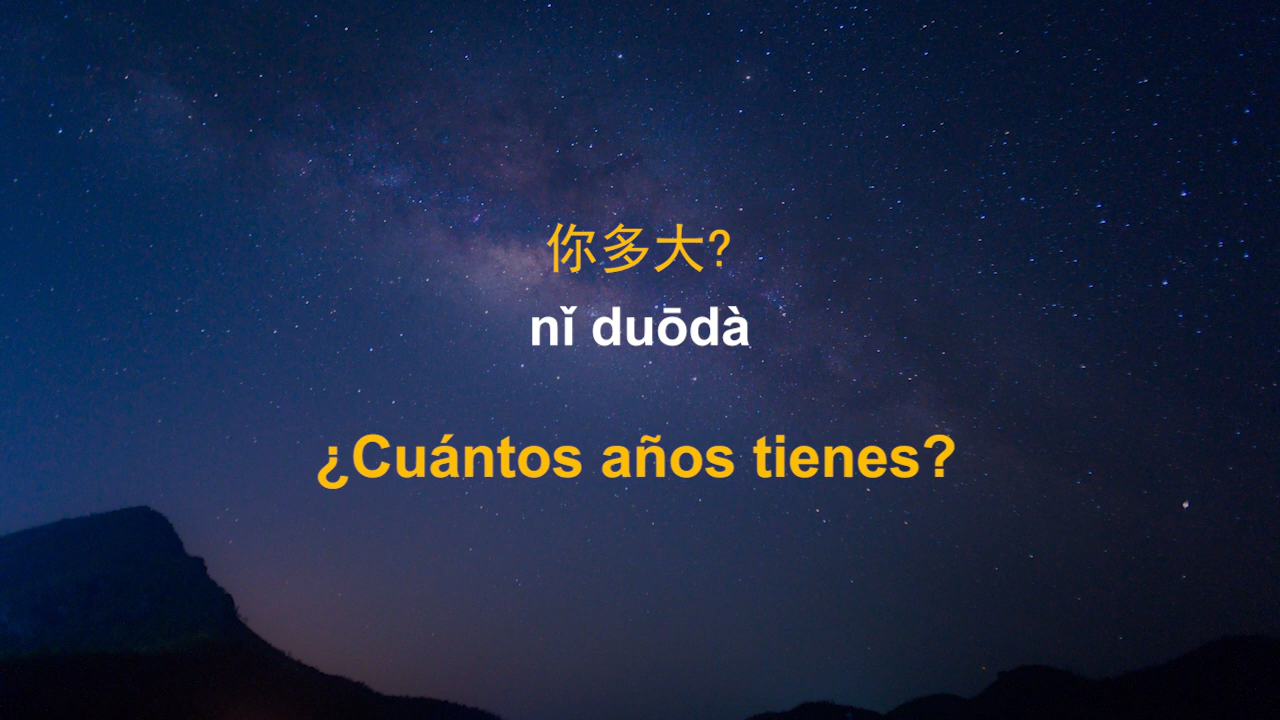 你多大?
nǐ duōdà
¿Cuántos años tienes?